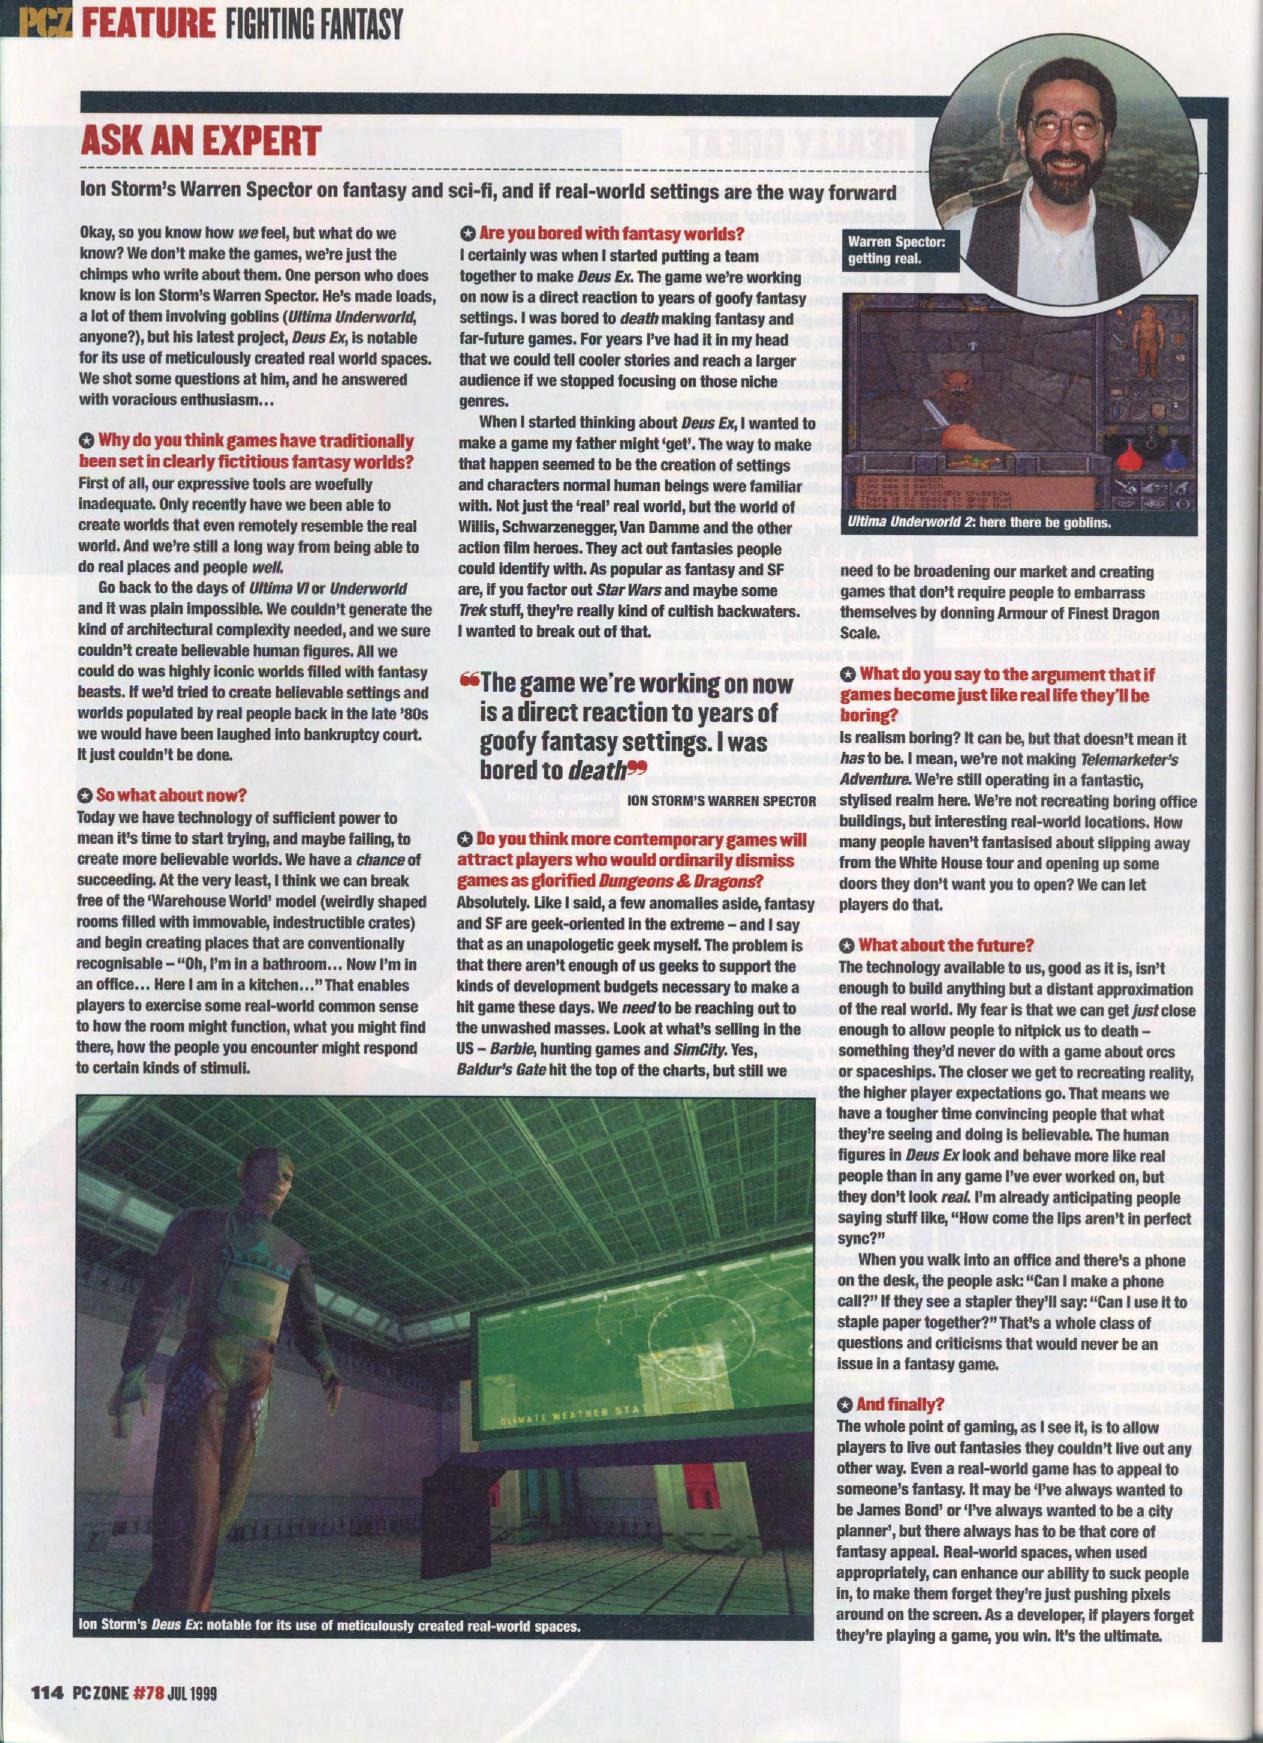 PCZ FEATURE FIGHTING FANTASY
ASK AN EXPERT
Ion Storm's Warren Spector on fantasy and sci-fi, and if real-world settings are the way forward
Okay, so you know how we feel, but what do we
know? We don't make the games, we're just the
chimps who write about them. One person who does
know is Ion Storm's Warren Spector. He's made loads,
a lot of them involving goblins (Ultima Underworld,
anyone?), but his latest project, Deus Ex, is notable
for its use of meticulously created real world spaces.
We shot some questions at him, and he answered
with voracious enthusiasm...
Why do you think games have traditionally
been set in clearly fictitious fantasy worlds?
First of all, our expressive tools are woefully
inadequate. Only recently have we been able to
create worlds that even remotely resemble the real
world. And we're still a long way from being able to
do real places and people well.
Go back to the days of Ultima VI or Underworld
and it was plain impossible. We couldn't generate the
kind of architectural complexity needed, and we sure
couldn't create believable human figures. All we
could do was highly iconic worlds filled with fantasy
beasts. If we'd tried to create believable settings and
worlds populated by real people back in the late '80s
we would have been laughed into bankruptcy court.
It just couldn't be done.
So what about now?
Today we have technology of sufficient power to
mean it's time to start trying, and maybe failing, to
create more believable worlds. We have a chance of
succeeding. At the very least, I think we can break
free of the 'Warehouse World' model (weirdly shaped
rooms filled with immovable, indestructible crates)
and begin creating places that are conventionally
recognisable – "Oh, I'm in a bathroom... Now I'm in
an office... Here I am in a kitchen..." That enables
players to exercise some real-world common sense
to how the room might function, what you might find
there, how the people you encounter might respond
to certain kinds of stimuli.
Are you bored with fantasy worlds?
I certainly was when I started putting a team
together to make Deus Ex. The game we're working
on now is a direct reaction to years of goofy fantasy
settings. I was bored to death making fantasy and
far-future games. For years I've had it in my head
that we could tell cooler stories and reach a larger
audience if we stopped focusing on those niche
genres.
When I started thinking about Deus Ex, I wanted to
make a game my father might 'get'. The way to make
that happen seemed to be the creation of settings
and characters normal human beings were familiar
with. Not just the 'real' real world, but the world of
Willis, Schwarzenegger, Van Damme and the other
action film heroes. They act out fantasies people
could identify with. As popular as fantasy and SF
are, if you factor out Star Wars and maybe some
Trek stuff, they're really kind of cultish backwaters.
I wanted to break out of that.
"The game we're working on now
is a direct reaction to years of
goofy fantasy settings. I was
bored to death"
ION STORM'S WARREN SPECTOR
Do you think more contemporary games will
attract players who would ordinarily dismiss
games as glorified Dungeons & Dragons?
Absolutely. Like I said, a few anomalies aside, fantasy
and SF are geek-oriented in the extreme – and I say
that as an unapologetic geek myself. The problem is
that there aren't enough of us geeks to support the
kinds of development budgets necessary to make a
hit game these days. We need to be reaching out to
the unwashed masses. Look at what's selling in the
US – Barbie, hunting games and SimCity. Yes,
Baldur's Gate hit the top of the charts, but still we
Warren Spector:
getting real.
You see a switch.
You see a switch.
You see a serviceable crossbow.
There is no space to drop that.
There is no space to drop that.
Ultima Underworld 2: here there be goblins.
need to be broadening our market and creating
games that don't require people to embarrass
themselves by donning Armour of Finest Dragon
Scale.
What do you say to the argument that if
games become just like real life they'll be
boring?
Is realism boring? It can be, but that doesn't mean it
has to be. I mean, we're not making Telemarketer's
Adventure. We're still operating in a fantastic,
stylised realm here. We're not recreating boring office
buildings, but interesting real-world locations. How
many people haven't fantasised about slipping away
from the White House tour and opening up some
doors they don't want you to open? We can let
players do that.
What about the future?
The technology available to us, good as it is, isn't
enough to build anything but a distant approximation
of the real world. My fear is that we can get just close
enough to allow people to nitpick us to death –
something they'd never do with a game about orcs
or spaceships. The closer we get to recreating reality,
the higher player expectations go. That means we
have a tougher time convincing people that what
they're seeing and doing is believable. The human
figures in Deus Ex look and behave more like real
people than in any game I've ever worked on, but
they don't look real. I'm already anticipating people
saying stuff like, "How come the lips aren't in perfect
sync?"
When you walk into an office and there's a phone
on the desk, the people ask: "Can I make a phone
call?" If they see a stapler they'll say: "Can I use it to
staple paper together?" That's a whole class of
questions and criticisms that would never be an
issue in a fantasy game.
And finally?
The whole point of gaming, as I see it, is to allow
players to live out fantasies they couldn't live out any
other way. Even a real-world game has to appeal to
someone's fantasy. It may be 'I've always wanted to
be James Bond' or 'I've always wanted to be a city
planner', but there always has to be that core of
fantasy appeal. Real-world spaces, when used
appropriately, can enhance our ability to suck people
in, to make them forget they're just pushing pixels
around on the screen. As a developer, if players forget
they're playing a game, you win. It's the ultimate.
CLIMATE WEATHER STAT
Ion Storm's Deus Ex: notable for its use of meticulously created real-world spaces.
114 PC ZONE #78 JUL 1999